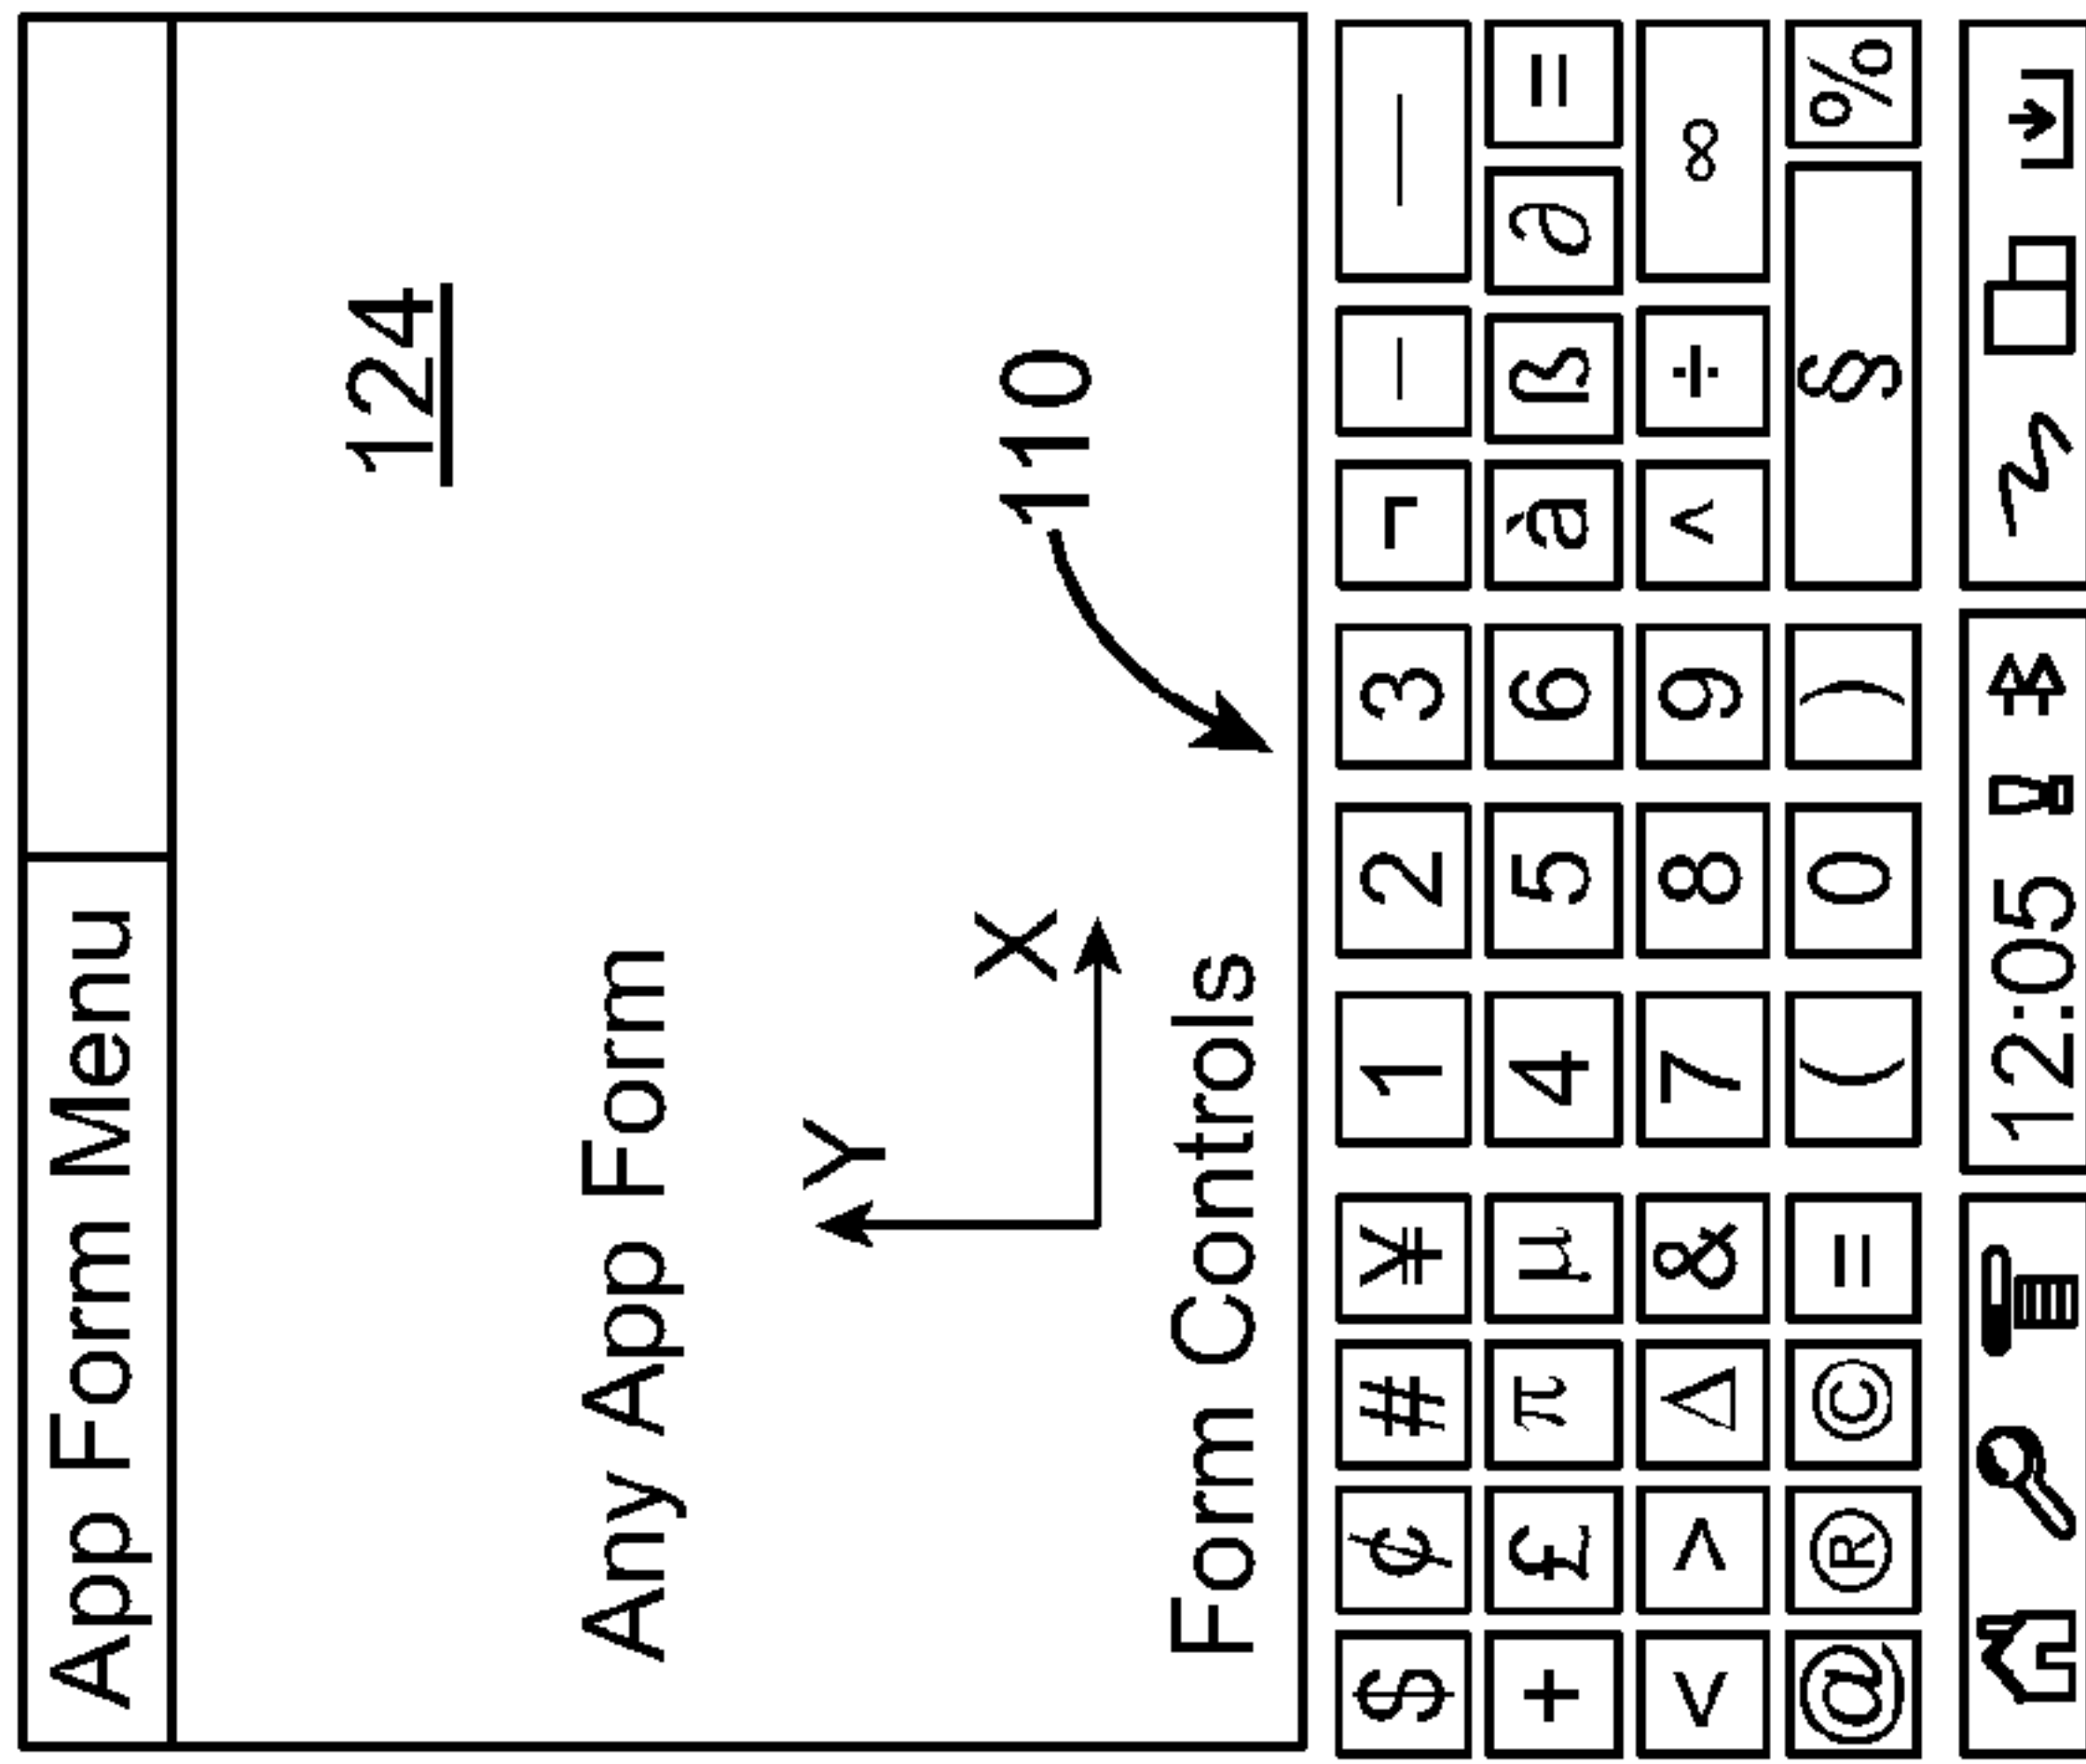 App Form Menu
124
Any App Form
Y
X
110
Form Controls
$ ¢ # ¥ 1 2 3 ¬ – —
+ £ π µ 4 5 6 à ß ∂ =
< > Δ & 7 8 9 ^ ÷ ∞
@ ® © = ( 0 ) § %
12:05